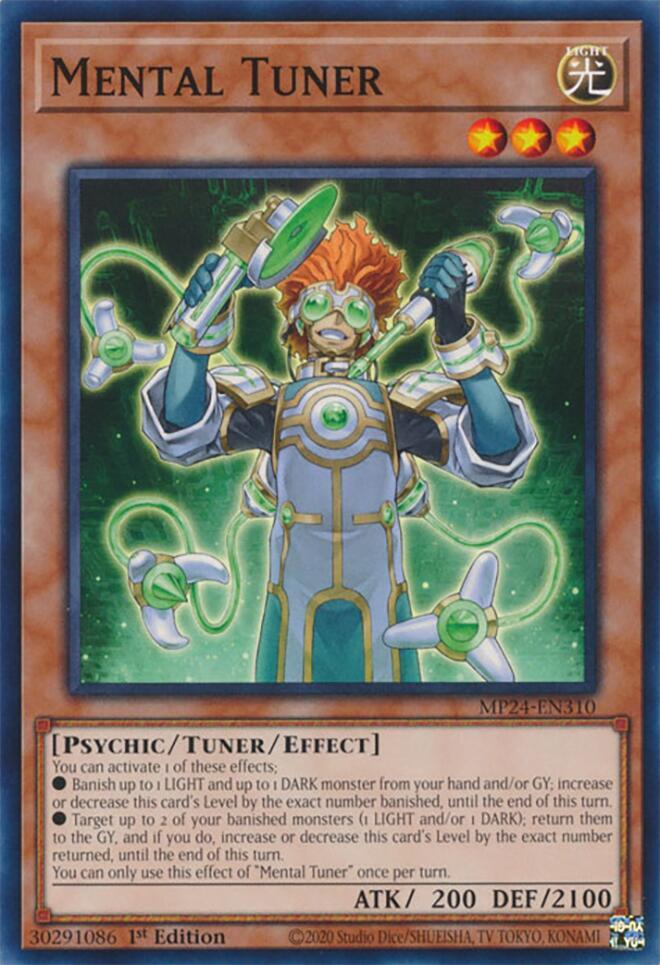 Mental Tuner
LIGHT
光
MP24-EN310
[Psychic/Tuner/Effect]
You can activate 1 of these effects;
● Banish up to 1 LIGHT and up to 1 DARK monster from your hand and/or GY; increase
or decrease this card's Level by the exact number banished, until the end of this turn.
● Target up to 2 of your banished monsters (1 LIGHT and/or 1 DARK); return them
to the GY, and if you do, increase or decrease this card's Level by the exact number
returned, until the end of this turn.
You can only use this effect of "Mental Tuner" once per turn.
ATK/ 200 DEF/2100
30291086 1st Edition ©2020 Studio Dice/SHUEISHA, TV TOKYO, KONAMI